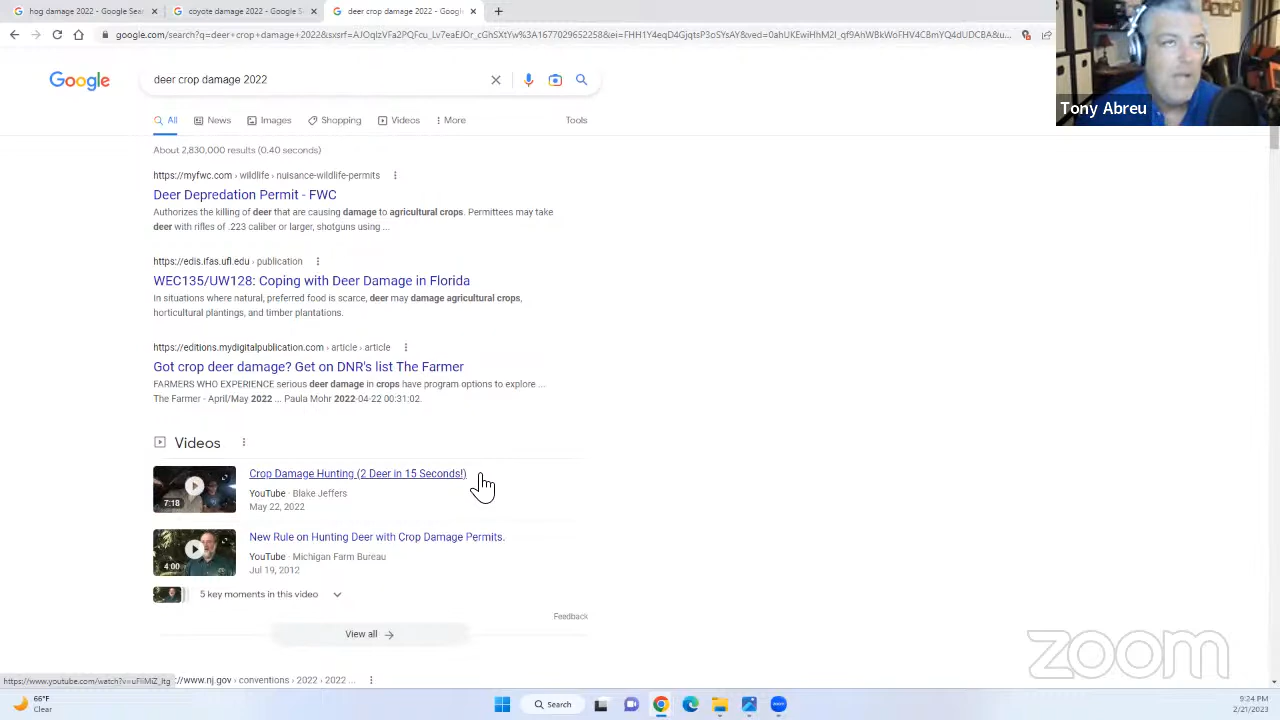 hog damage 2022 - Google Sear
coyote damage 2022 - Google S
deer crop damage 2022 - Google
Tony Abreu
Google
deer crop damage 2022
All
News
Images
Shopping
Videos
More
Tools
About 2,830,000 results (0.40 seconds)
https://myfwc.com › wildlife › nuisance-wildlife-permits
Deer Depredation Permit - FWC
Authorizes the killing of deer that are causing damage to agricultural crops. Permittees may take
deer with rifles of .223 caliber or larger, shotguns using ...
https://edis.ifas.ufl.edu › publication
WEC135/UW128: Coping with Deer Damage in Florida
In situations where natural, preferred food is scarce, deer may damage agricultural crops,
horticultural plantings, and timber plantations.
https://editions.mydigitalpublication.com › article › article
Got crop deer damage? Get on DNR's list The Farmer
FARMERS WHO EXPERIENCE serious deer damage in crops have program options to explore ...
The Farmer - April/May 2022 ... Paula Mohr 2022-04-22 00:31:02.
Videos
7:18
Crop Damage Hunting (2 Deer in 15 Seconds!)
YouTube · Blake Jeffers
May 22, 2022
4:00
New Rule on Hunting Deer with Crop Damage Permits.
YouTube · Michigan Farm Bureau
Jul 19, 2012
5 key moments in this video
Feedback
View all
www.nj.gov › conventions › 2022 › 2022 ...
zoom
66°F
Clear
Search
9:24 PM
2/21/2023